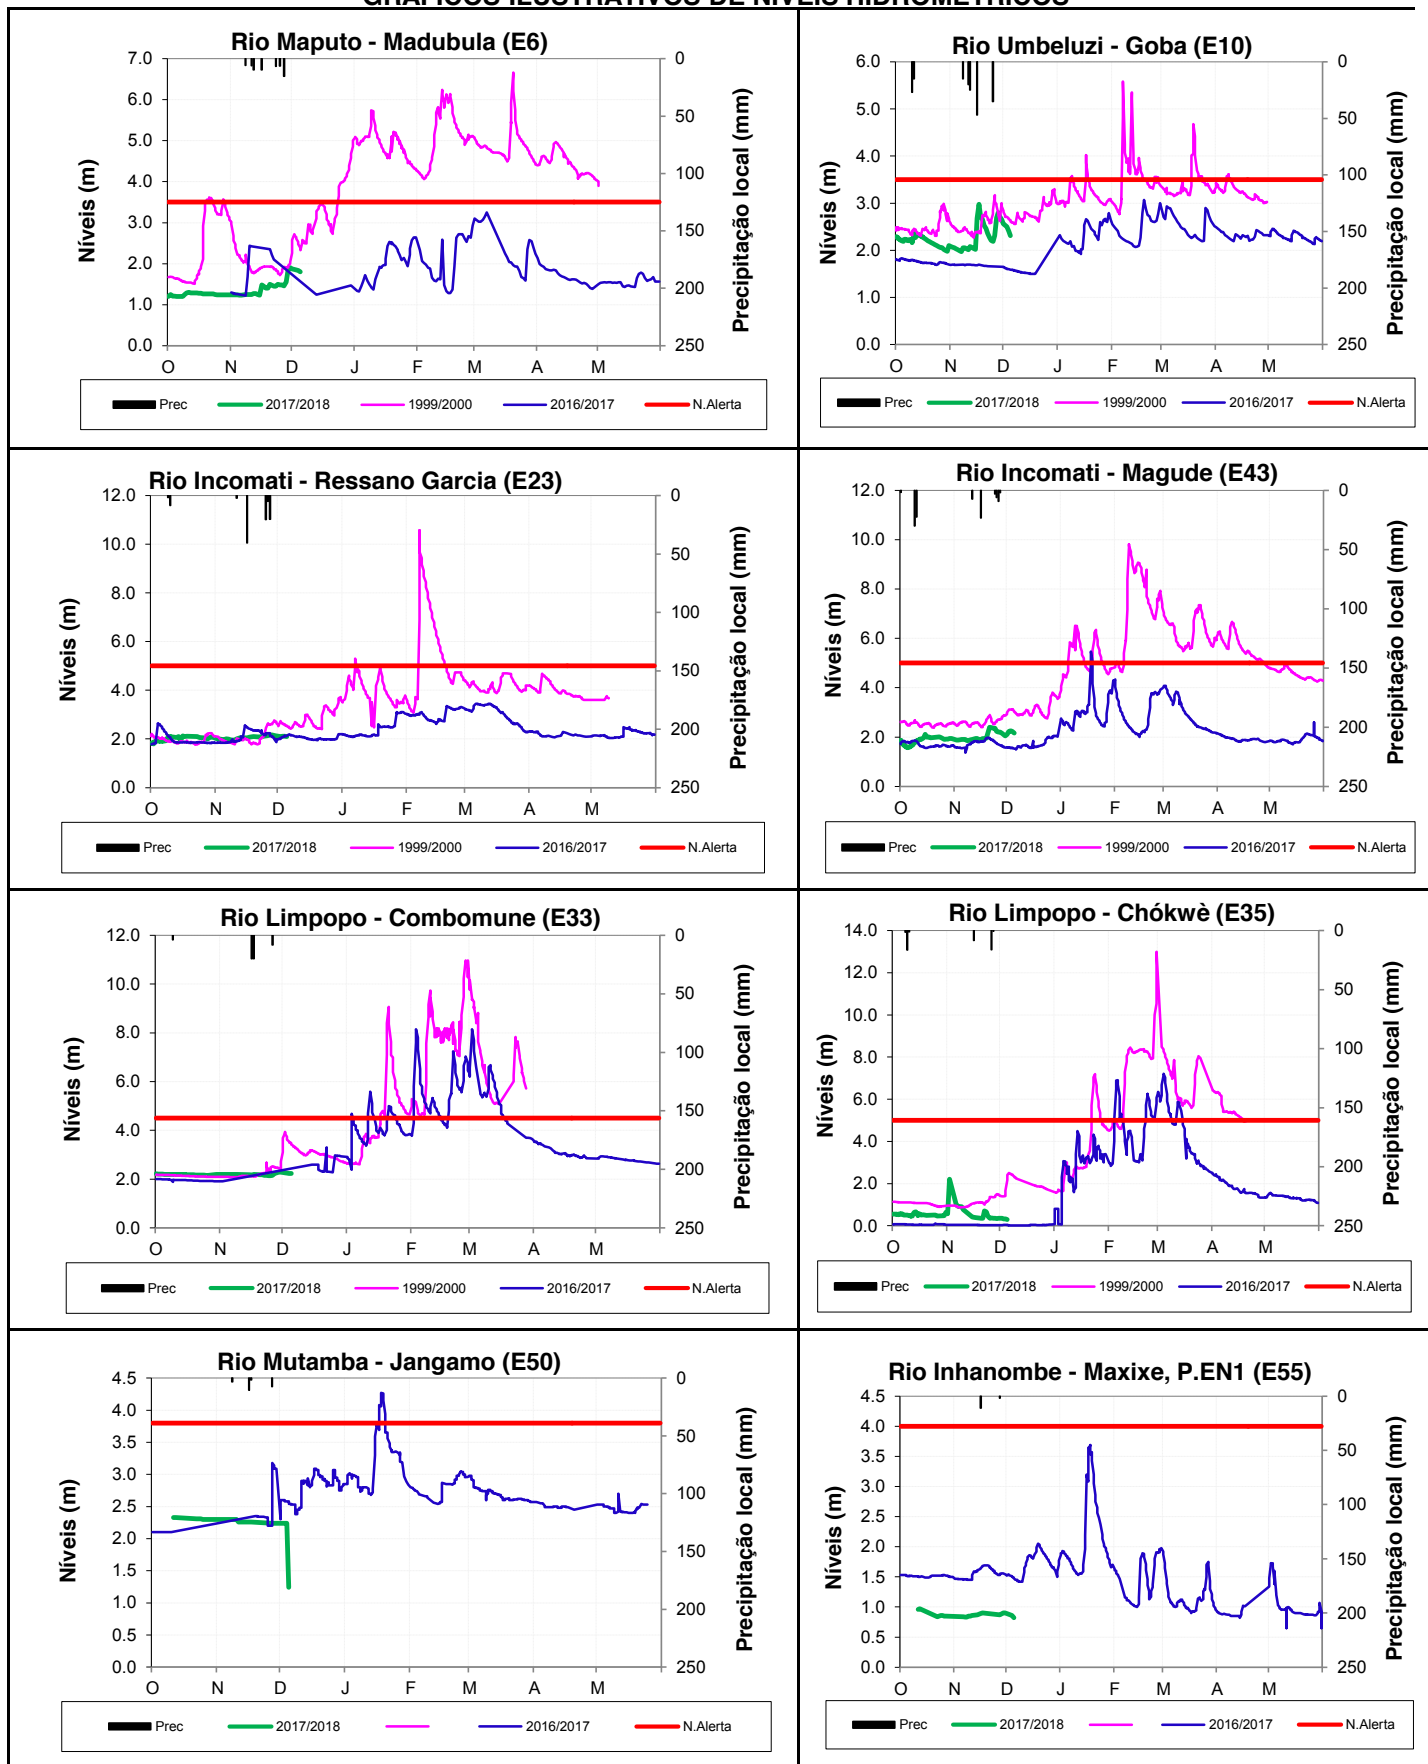 GRÁFICOS ILUSTRATIVOS DE NÍVEIS HIDROMÉTRICOS
Rio Maputo - Madubula (E6)
7.0
6.0
5.0
4.0
3.0
2.0
1.0
0.0
Níveis (m)
0
50
100
150
200
250
Precipitação local (mm)
O N D J F M A M
Prec 2017/2018 1999/2000 2016/2017 N.Alerta
Rio Umbeluzi - Goba (E10)
6.0
5.0
4.0
3.0
2.0
1.0
0.0
Níveis (m)
0
50
100
150
200
250
Precipitação local (mm)
O N D J F M A M
Prec 2017/2018 1999/2000 2016/2017 N.Alerta
Rio Incomati - Ressano Garcia (E23)
12.0
10.0
8.0
6.0
4.0
2.0
0.0
Níveis (m)
0
50
100
150
200
250
Precipitação local (mm)
O N D J F M A M
Prec 2017/2018 1999/2000 2016/2017 N.Alerta
Rio Incomati - Magude (E43)
12.0
10.0
8.0
6.0
4.0
2.0
0.0
Níveis (m)
0
50
100
150
200
250
Precipitação local (mm)
O N D J F M A M
Prec 2017/2018 1999/2000 2016/2017 N.Alerta
Rio Limpopo - Combomune (E33)
12.0
10.0
8.0
6.0
4.0
2.0
0.0
Níveis (m)
0
50
100
150
200
250
Precipitação local (mm)
O N D J F M A M
Prec 2017/2018 1999/2000 2016/2017 N.Alerta
Rio Limpopo - Chókwè (E35)
14.0
12.0
10.0
8.0
6.0
4.0
2.0
0.0
Níveis (m)
0
50
100
150
200
250
Precipitação local (mm)
O N D J F M A M
Prec 2017/2018 1999/2000 2016/2017 N.Alerta
Rio Mutamba - Jangamo (E50)
4.5
4.0
3.5
3.0
2.5
2.0
1.5
1.0
0.5
0.0
Níveis (m)
0
50
100
150
200
250
Precipitação local (mm)
O N D J F M A M
Prec 2017/2018 2016/2017 N.Alerta
Rio Inhanombe - Maxixe, P.EN1 (E55)
4.5
4.0
3.5
3.0
2.5
2.0
1.5
1.0
0.5
0.0
Níveis (m)
0
50
100
150
200
250
Precipitação local (mm)
O N D J F M A M
Prec 2017/2018 2016/2017 N.Alerta